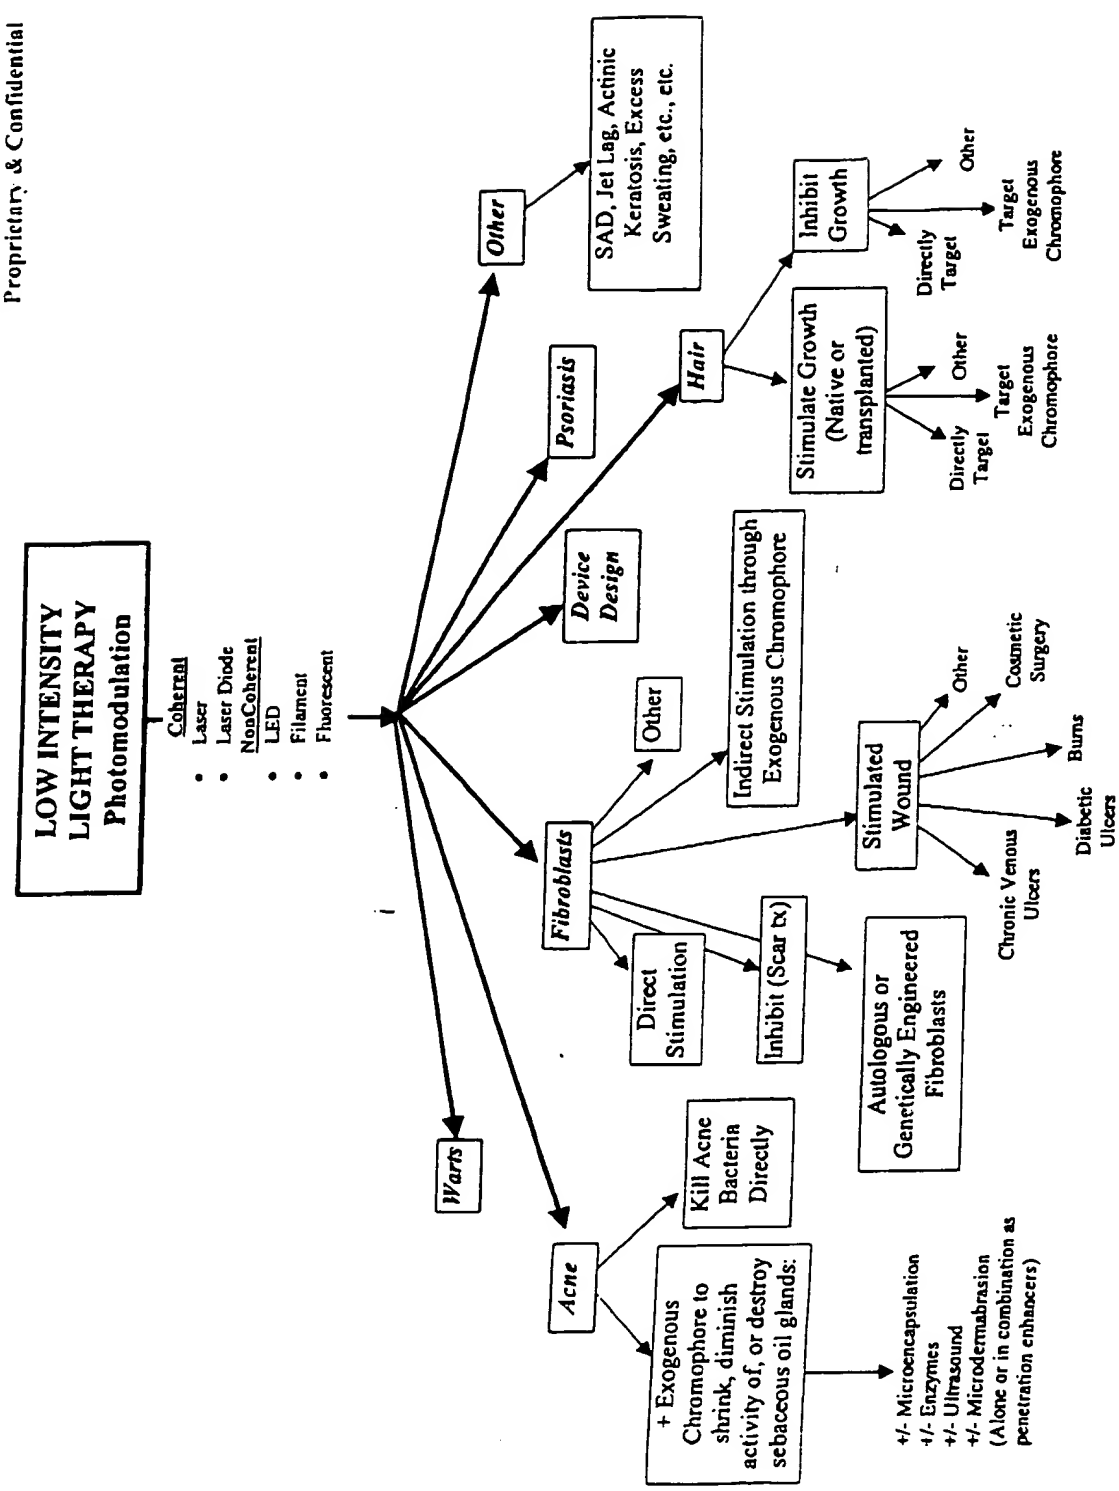 Proprietary & Confidential
LOW INTENSITY
LIGHT THERAPY
Photomodulation
Coherent
• Laser
• Laser Diode
NonCoherent
• LED
• Filament
• Fluorescent
Warts
Acne
+ Exogenous
Chromophore to
shrink, diminish
activity of, or destroy
sebaceous oil glands:
+/- Microencapsulation
+/- Enzymes
+/- Ultrasound
+/- Microdermabrasion
(Alone or in combination as
penetration enhancers)
Kill Acne
Bacteria
Directly
Fibroblasts
Direct
Stimulation
Inhibit (Scar tx)
Autologous or
Genetically Engineered
Fibroblasts
Stimulated
Wound
Chronic Venous
Ulcers
Diabetic
Ulcers
Burns
Cosmetic
Surgery
Other
Indirect Stimulation through
Exogenous Chromophore
Other
Device
Design
Psoriasis
Hair
Stimulate Growth
(Native or
transplanted)
Directly
Target
Target
Exogenous
Chromophore
Other
Inhibit
Growth
Directly
Target
Target
Exogenous
Chromophore
Other
Other
SAD, Jet Lag, Actinic
Keratosis, Excess
Sweating, etc., etc.